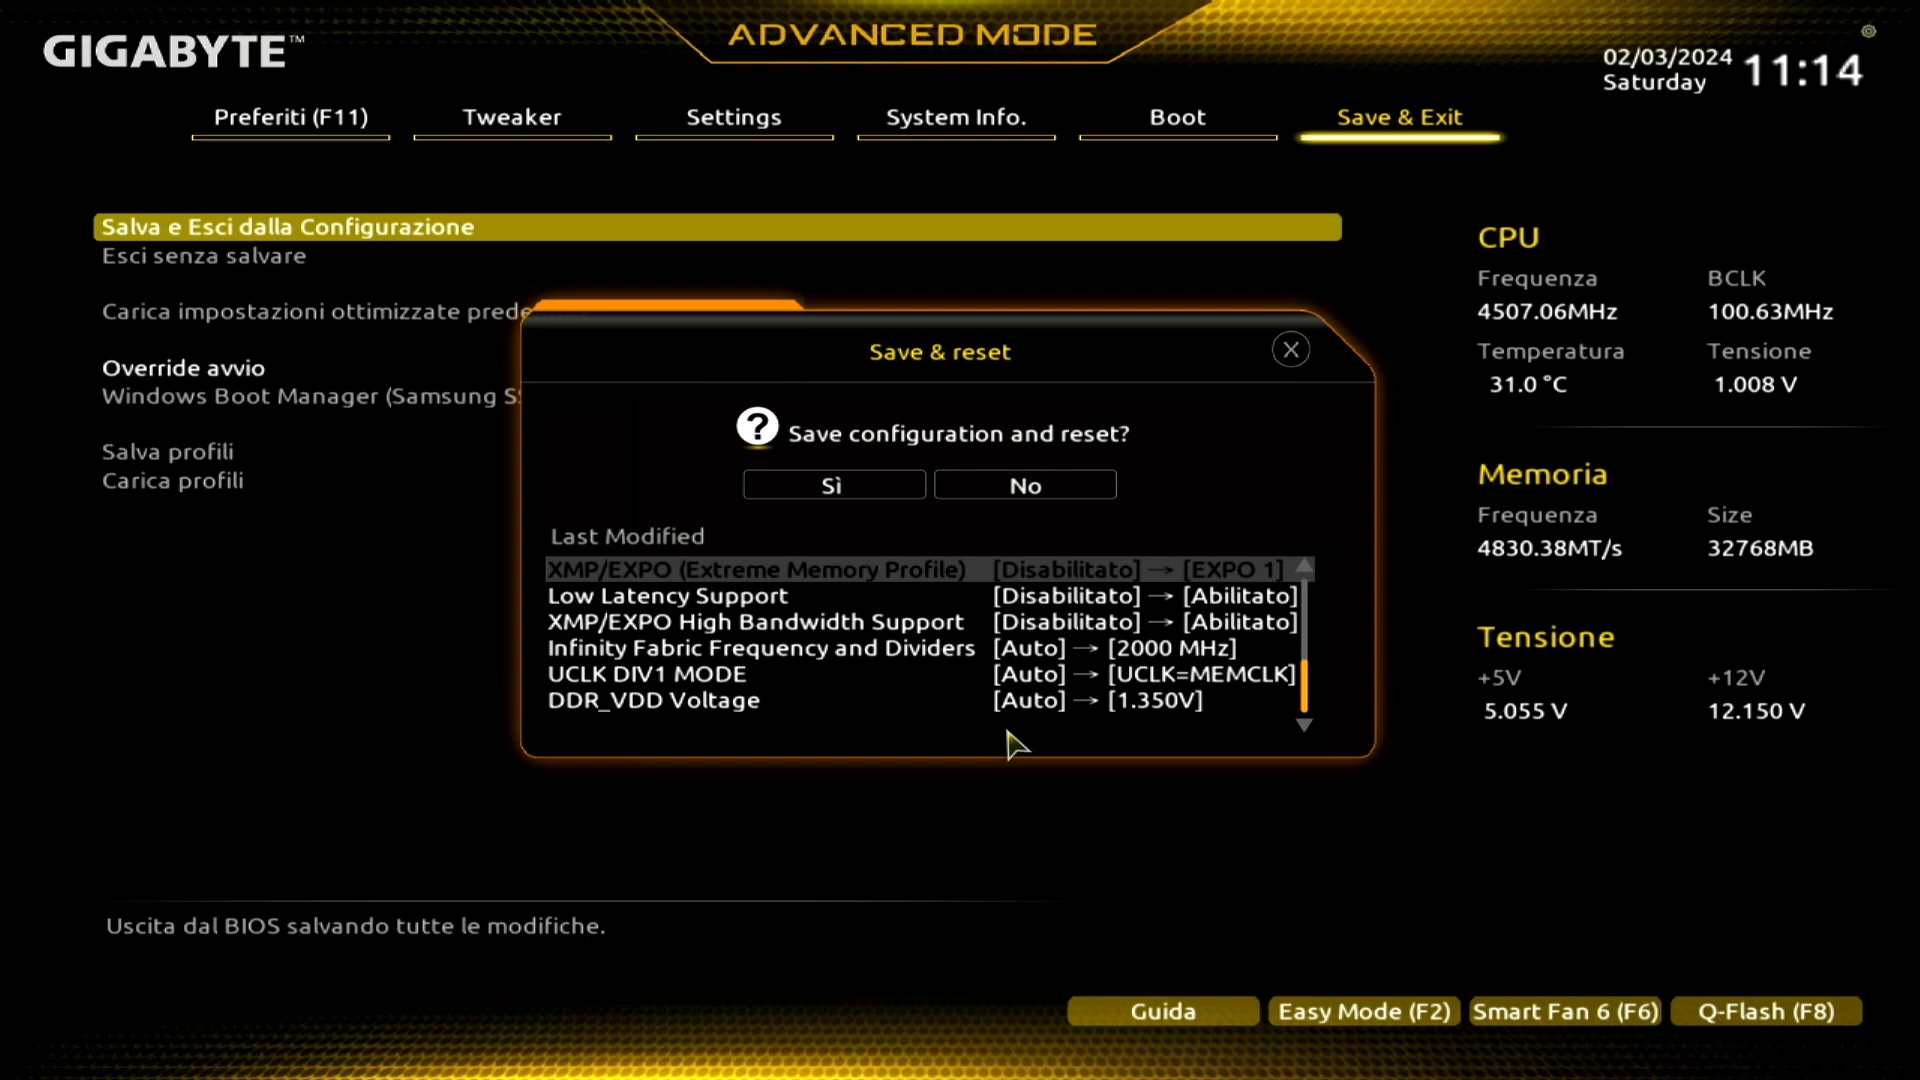 GIGABYTE™
ADVANCED MODE
02/03/2024
Saturday
11:14
Preferiti (F11)
Tweaker
Settings
System Info.
Boot
Save & Exit
Salva e Esci dalla Configurazione
Esci senza salvare
Carica impostazioni ottimizzate prede
Override avvio
Windows Boot Manager (Samsung S
Salva profili
Carica profili
Save & reset
X
? Save configuration and reset?
Sì No
Last Modified
XMP/EXPO (Extreme Memory Profile) [Disabilitato] → [EXPO 1]
Low Latency Support [Disabilitato] → [Abilitato]
XMP/EXPO High Bandwidth Support [Disabilitato] → [Abilitato]
Infinity Fabric Frequency and Dividers [Auto] → [2000 MHz]
UCLK DIV1 MODE [Auto] → [UCLK=MEMCLK]
DDR_VDD Voltage [Auto] → [1.350V]
CPU
Frequenza BCLK
4507.06MHz 100.63MHz
Temperatura Tensione
31.0 °C 1.008 V
Memoria
Frequenza Size
4830.38MT/s 32768MB
Tensione
+5V +12V
5.055 V 12.150 V
Uscita dal BIOS salvando tutte le modifiche.
Guida
Easy Mode (F2)
Smart Fan 6 (F6)
Q-Flash (F8)